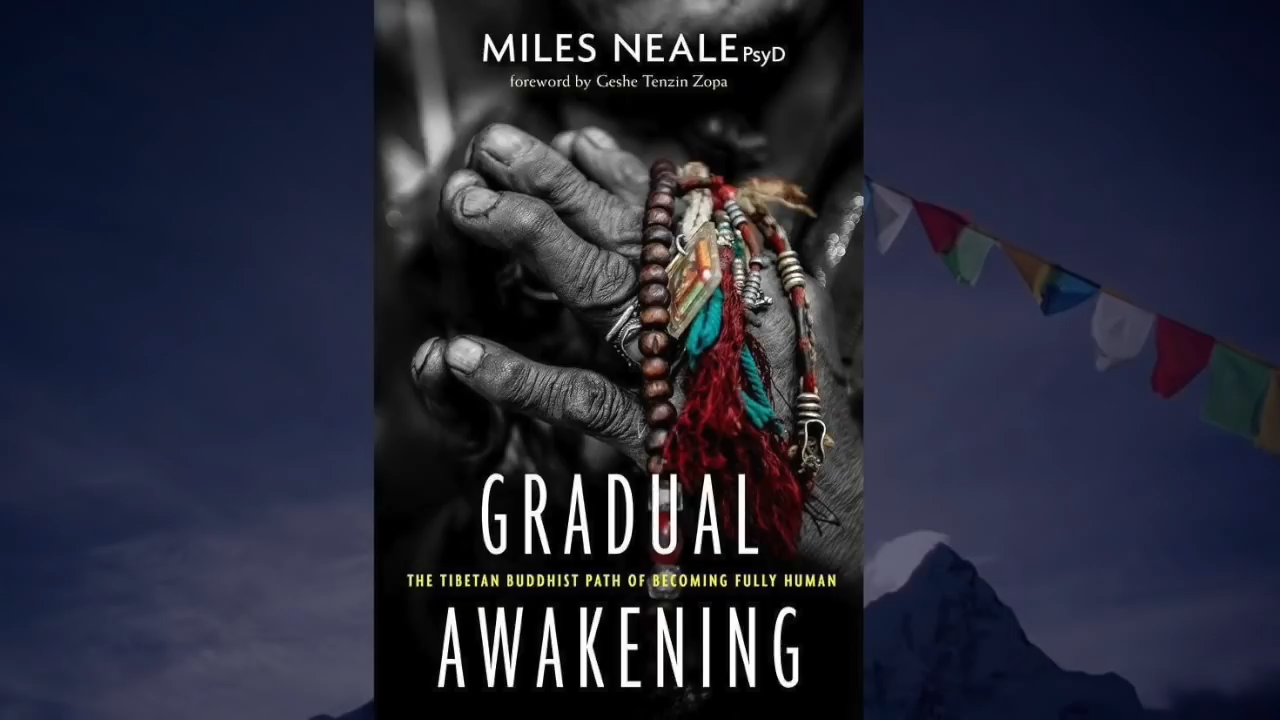 MILES NEALE PsyD
foreword by Geshe Tenzin Zopa
GRADUAL
THE TIBETAN BUDDHIST PATH OF BECOMING FULLY HUMAN
AWAKENING